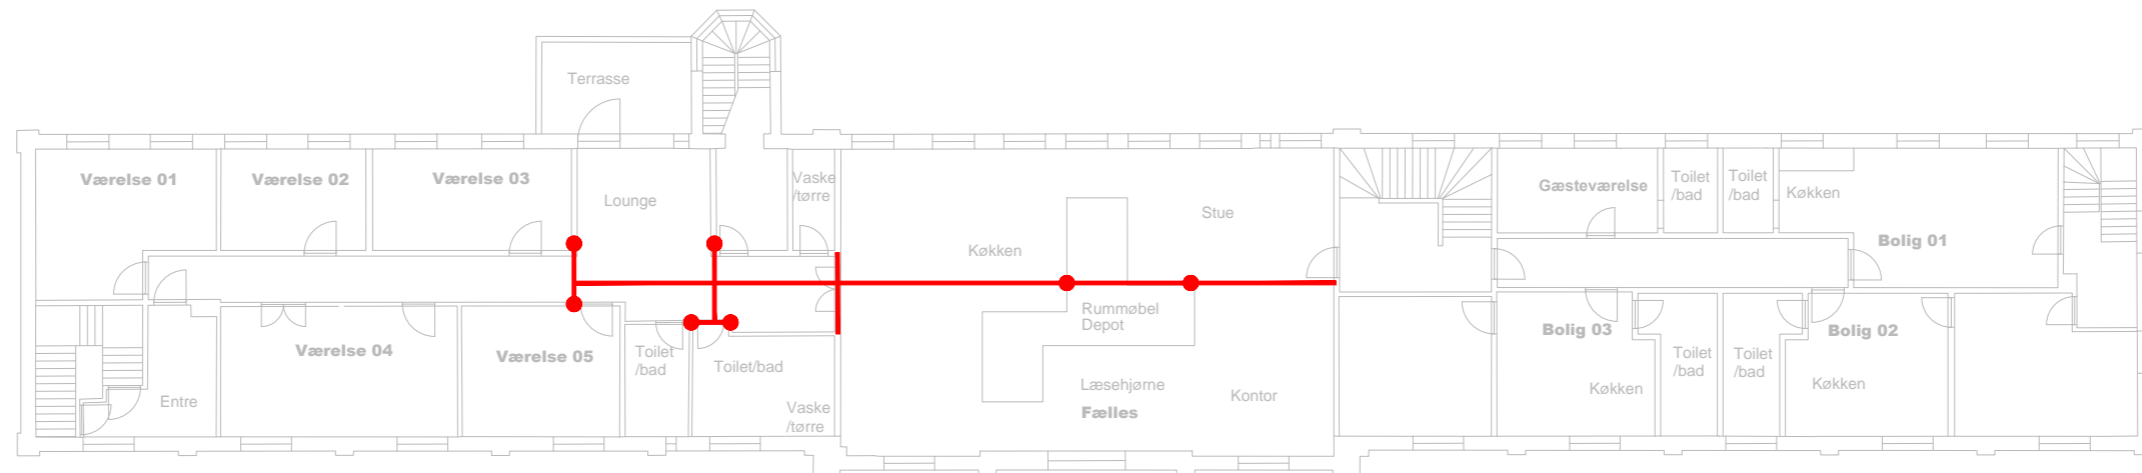 Terrasse
Værelse 01
Værelse 02
Værelse 03
Lounge
Vaske
/tørre
Køkken
Stue
Gæsteværelse
Toilet
/bad
Toilet
/bad
Køkken
Bolig 01
Værelse 04
Værelse 05
Entre
Toilet
/bad
Toilet/bad
Vaske
/tørre
Rummøbel
Depot
Læsehjørne
Fælles
Kontor
Bolig 03
Køkken
Toilet
/bad
Toilet
/bad
Bolig 02
Køkken